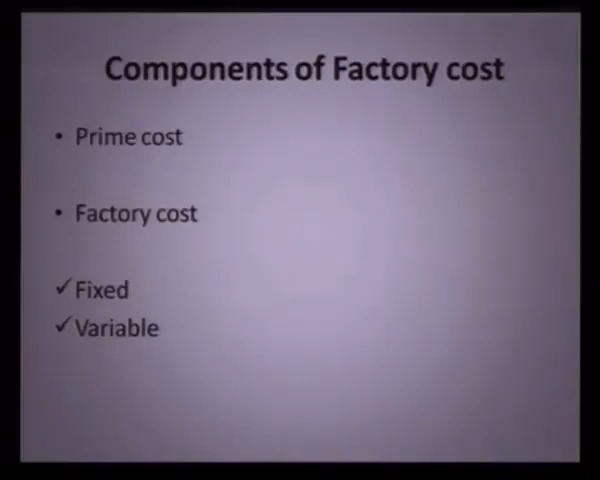 Components of Factory cost
• Prime cost
• Factory cost
✓ Fixed
✓ Variable